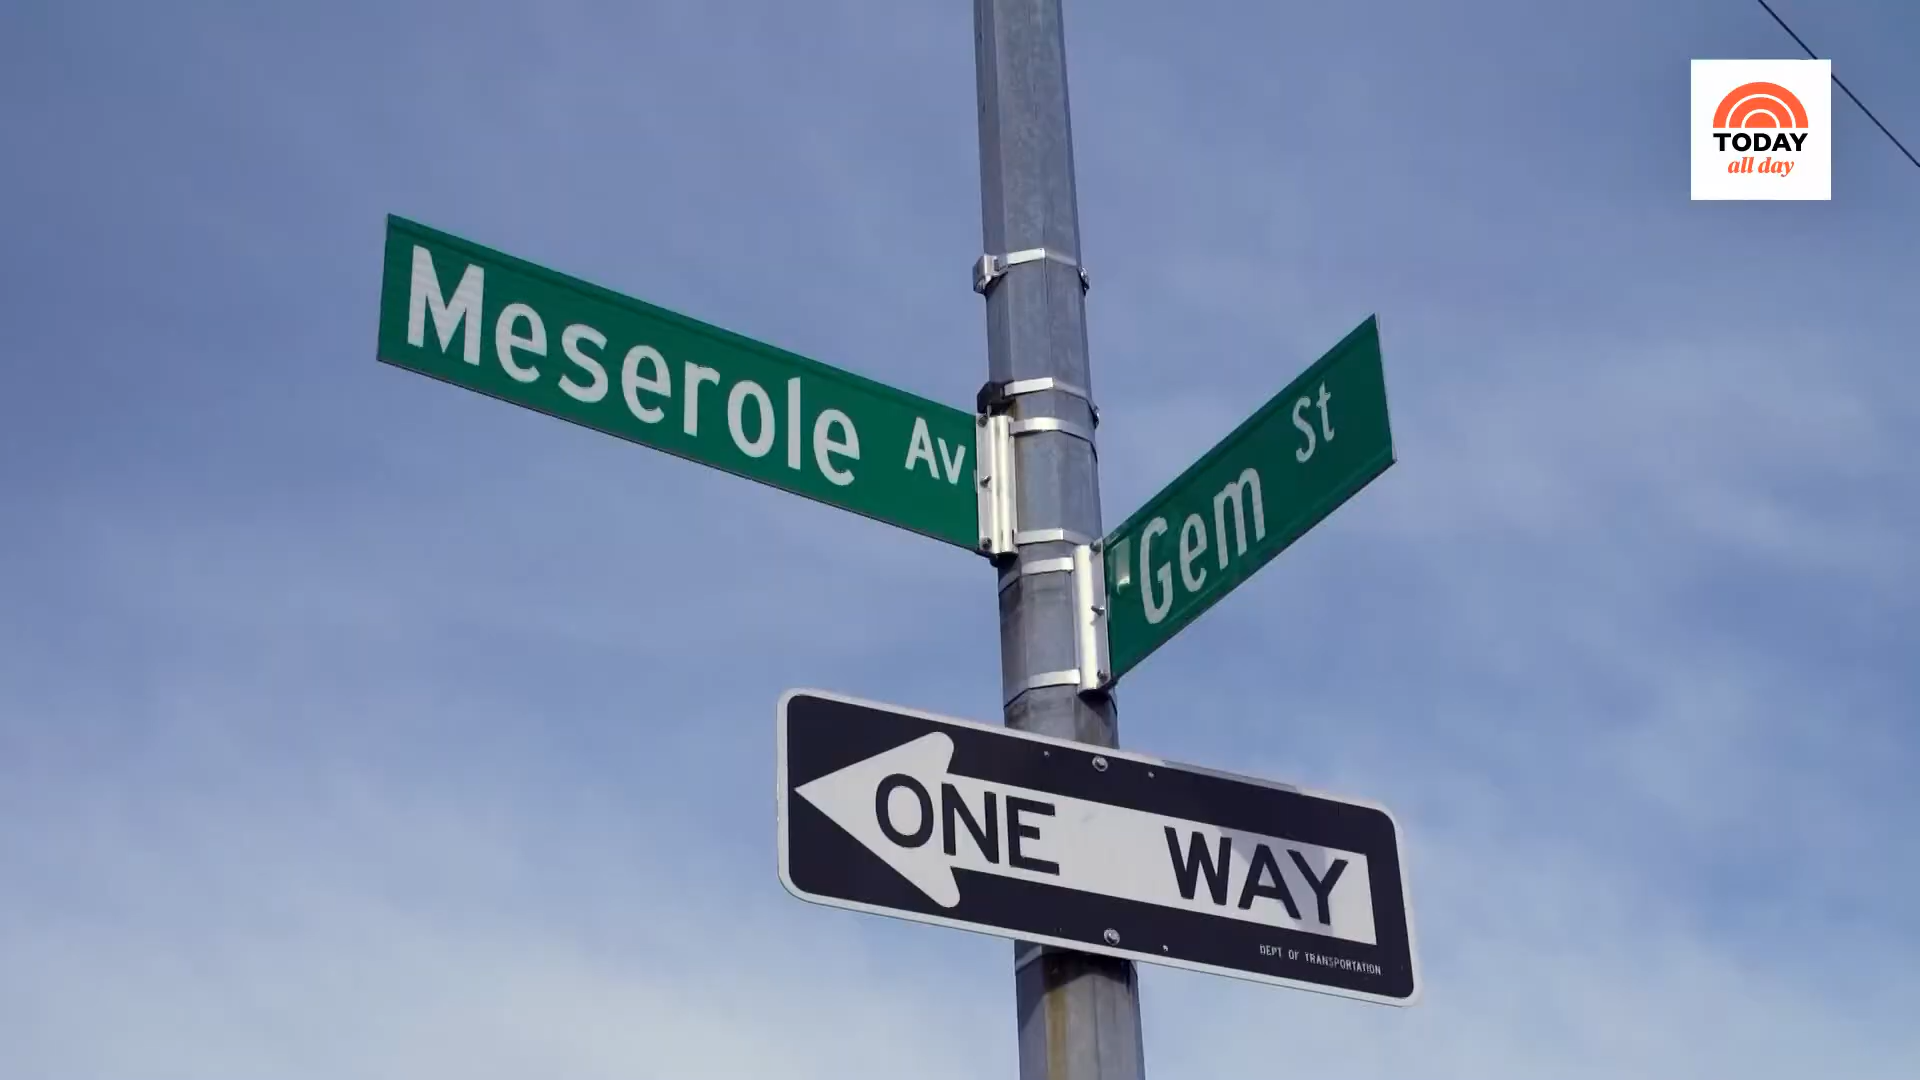 TODAY
all day
Meserole Av
Gem St
ONE WAY
DEPT OF TRANSPORTATION